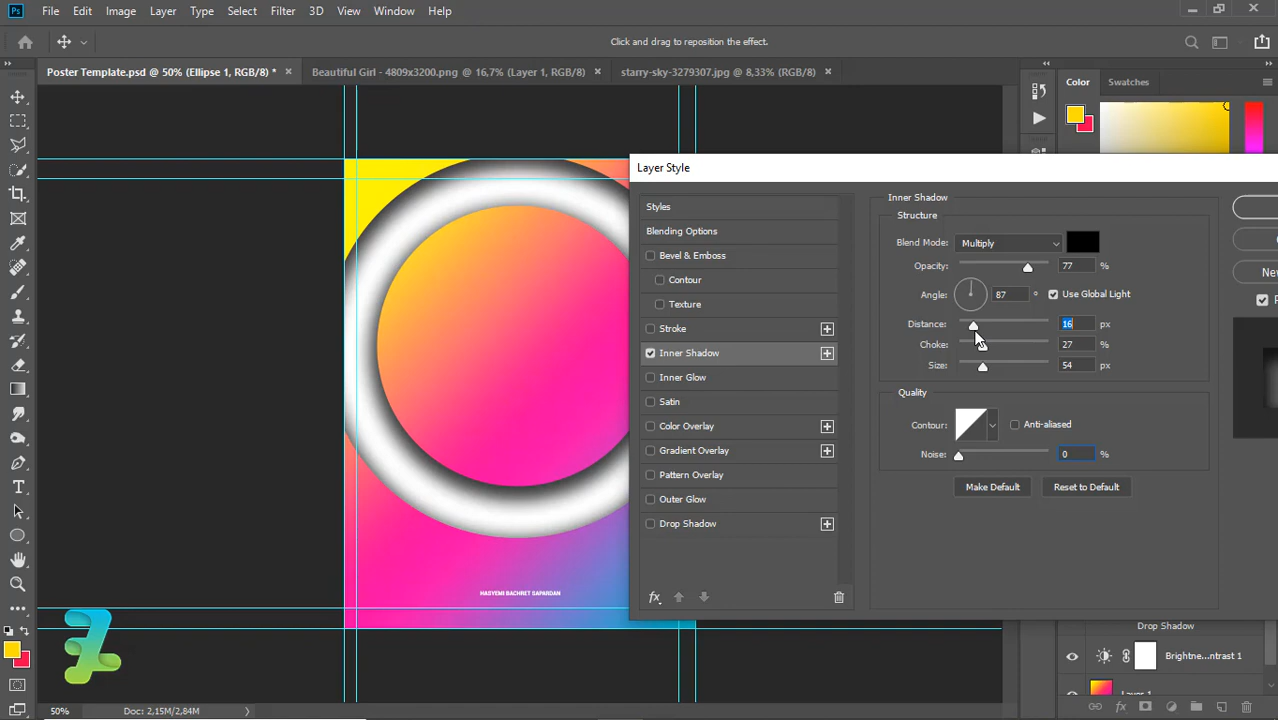 Ps File Edit Image Layer Type Select Filter 3D View Window Help
Click and drag to reposition the effect.
Poster Template.psd @ 50% (Ellipse 1, RGB/8) * Beautiful Girl - 4809x3200.png @ 16,7% (Layer 1, RGB/8) starry-sky-3279307.jpg @ 8,33% (RGB/8)
Color Swatches
Layer Style
Styles
Blending Options
Bevel & Emboss
Contour
Texture
Stroke
Inner Shadow
Inner Glow
Satin
Color Overlay
Gradient Overlay
Pattern Overlay
Outer Glow
Drop Shadow
fx
Inner Shadow
Structure
Blend Mode: Multiply
Opacity: 77 %
Angle: 87 ° Use Global Light
Distance: 16 px
Choke: 27 %
Size: 54 px
Quality
Contour: Anti-aliased
Noise: 0 %
Make Default Reset to Default
HASYEMI BACHRET SAPARDAN
Drop Shadow
Brightne...ntrast 1
Layer 1
50% Doc: 2,15M/2,84M